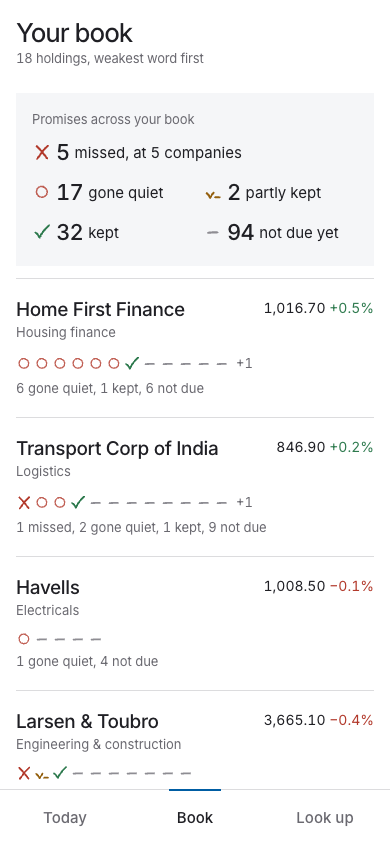 Your book
18 holdings, weakest word first
Promises across your book
5 missed, at 5 companies
17 gone quiet
2 partly kept
32 kept
94 not due yet
Home First Finance
1,016.70 +0.5%
Housing finance
+1
6 gone quiet, 1 kept, 6 not due
Transport Corp of India
846.90 +0.2%
Logistics
+1
1 missed, 2 gone quiet, 1 kept, 9 not due
Havells
1,008.50 −0.1%
Electricals
1 gone quiet, 4 not due
Larsen & Toubro
3,665.10 −0.4%
Engineering & construction
Today
Book
Look up